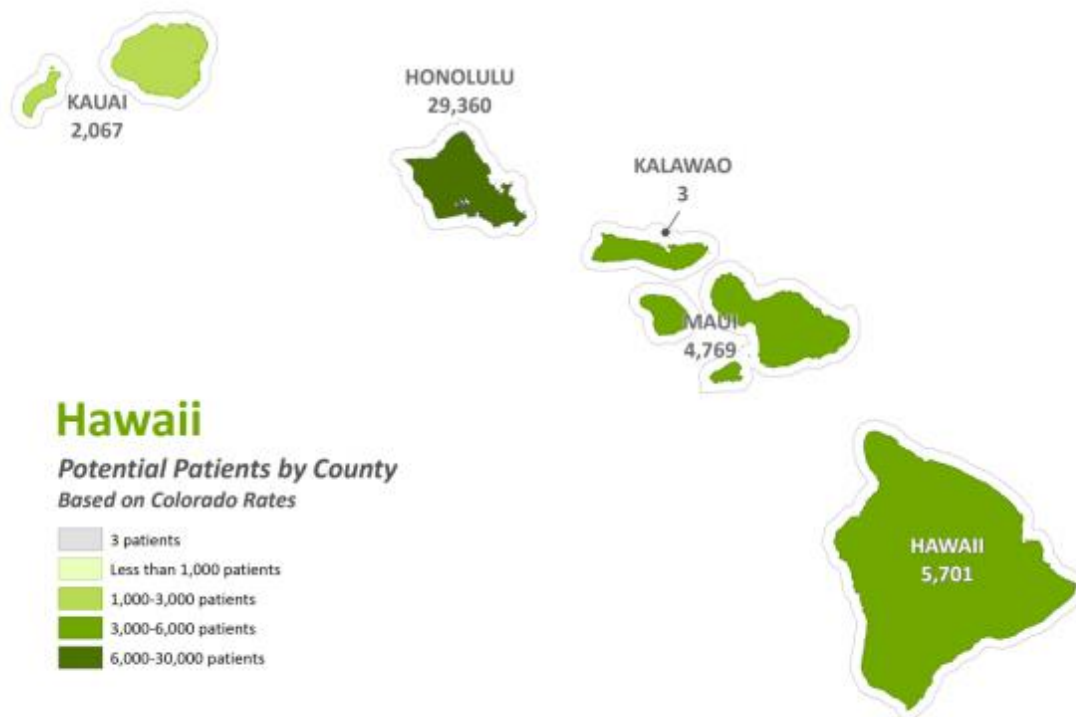 KAUAI
2,067
HONOLULU
29,360
KALAWAO
3
MAUI
4,769
HAWAII
5,701
Hawaii
Potential Patients by County
Based on Colorado Rates
3 patients
Less than 1,000 patients
1,000-3,000 patients
3,000-6,000 patients
6,000-30,000 patients